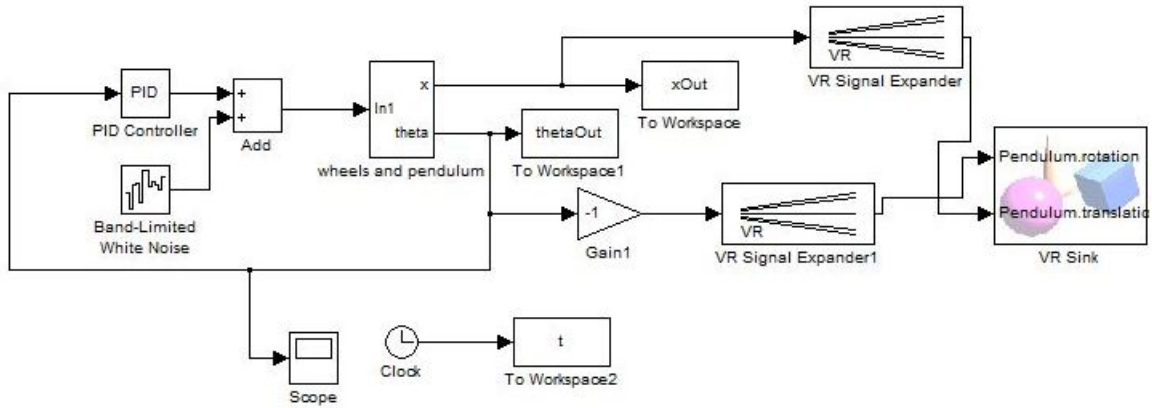 VR
VR Signal Expander
PID
PID Controller
+
+
Add
In1
x
theta
wheels and pendulum
xOut
To Workspace
thetaOut
To Workspace1
Band-Limited
White Noise
-1
Gain1
VR
VR Signal Expander1
Pendulum.rotation
Pendulum.translatio
VR Sink
Scope
Clock
t
To Workspace2